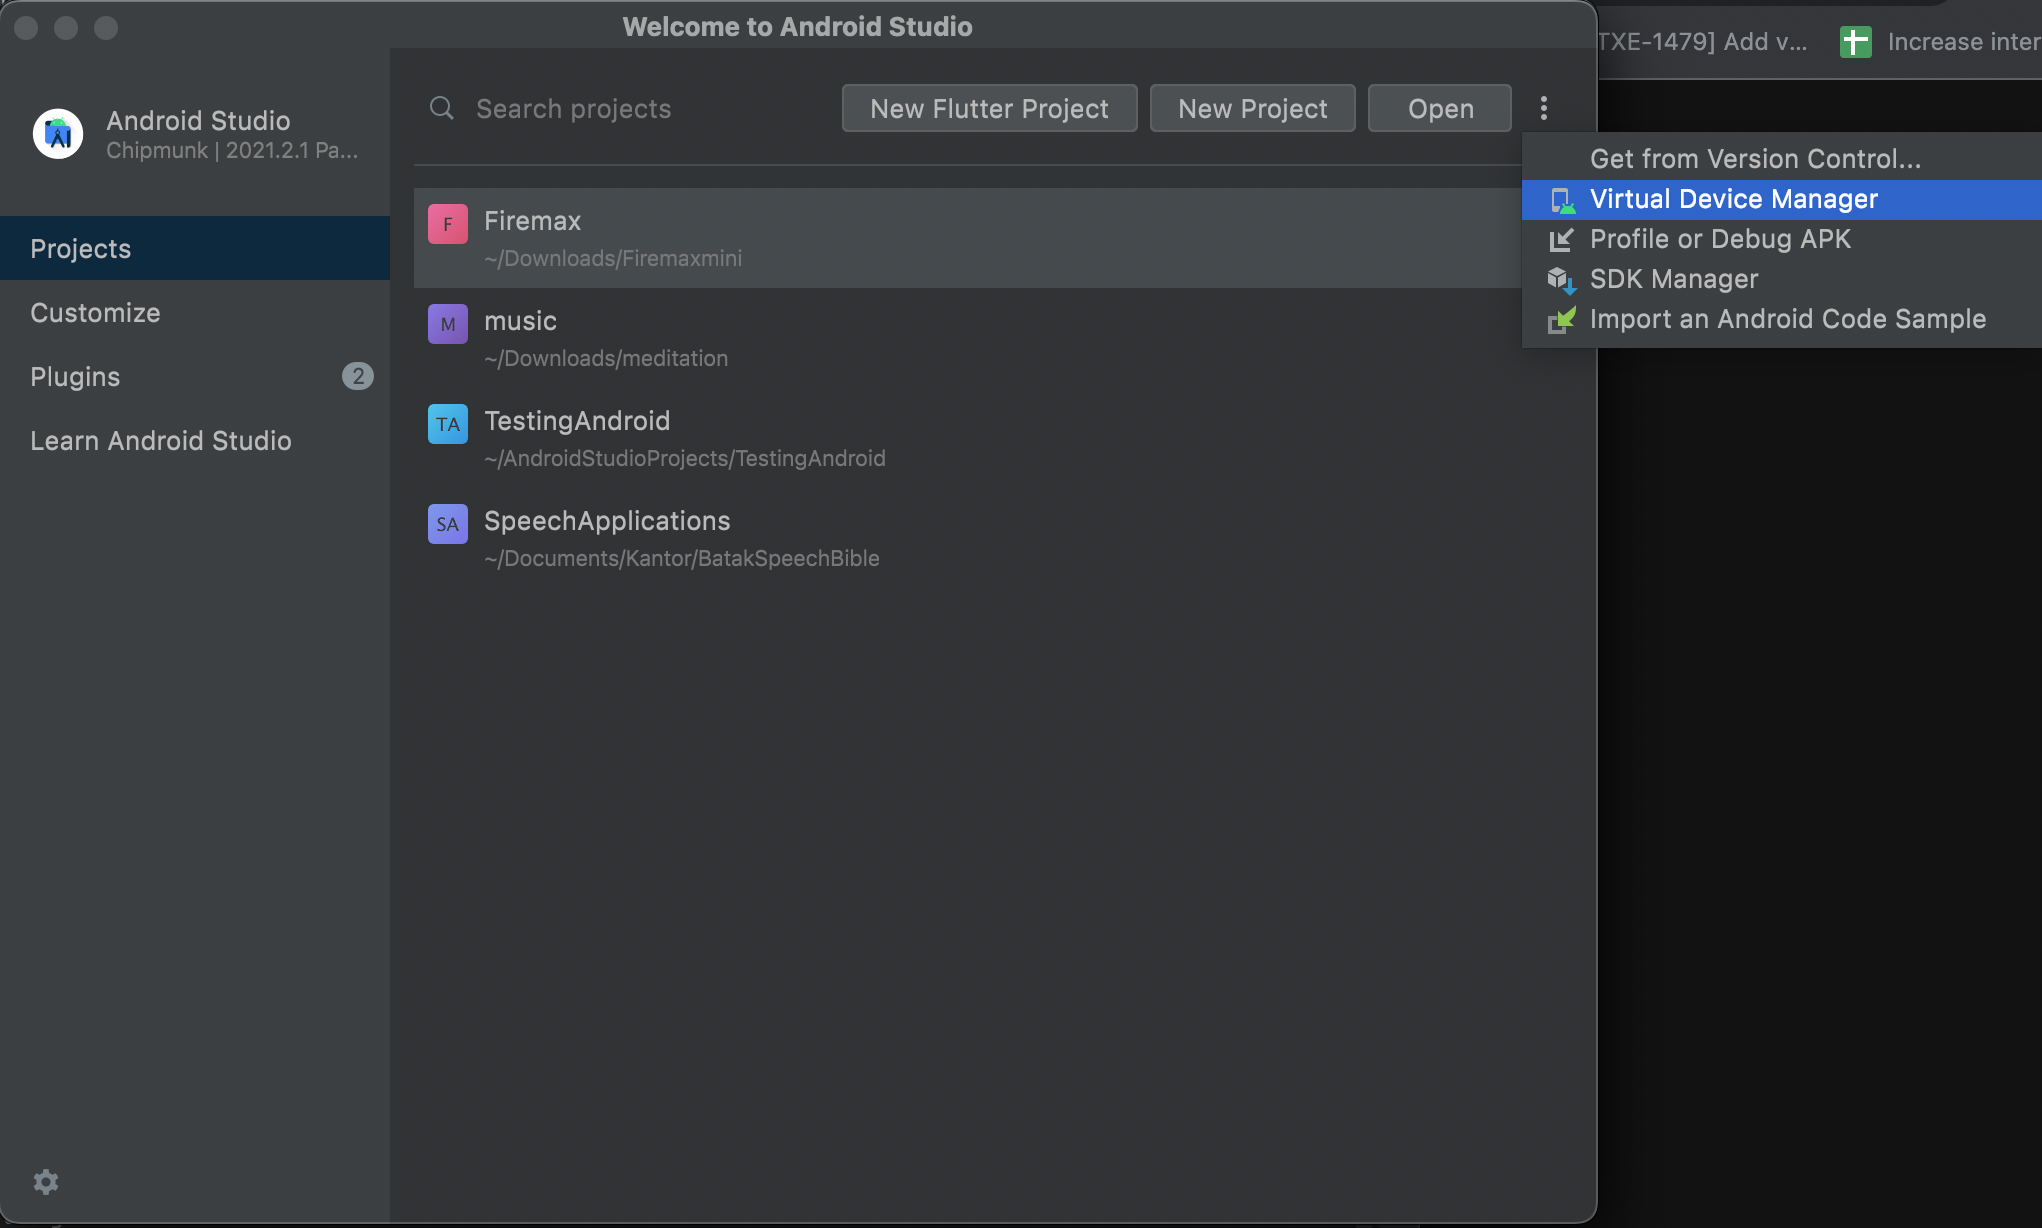 Welcome to Android Studio
TXE-1479] Add v...
Increase inter
Android Studio
Chipmunk | 2021.2.1 Pa...
Search projects
New Flutter Project
New Project
Open
Get from Version Control...
Virtual Device Manager
Profile or Debug APK
SDK Manager
Import an Android Code Sample
Projects
Customize
Plugins
2
Learn Android Studio
F
Firemax
~/Downloads/Firemaxmini
M
music
~/Downloads/meditation
TA
TestingAndroid
~/AndroidStudioProjects/TestingAndroid
SA
SpeechApplications
~/Documents/Kantor/BatakSpeechBible